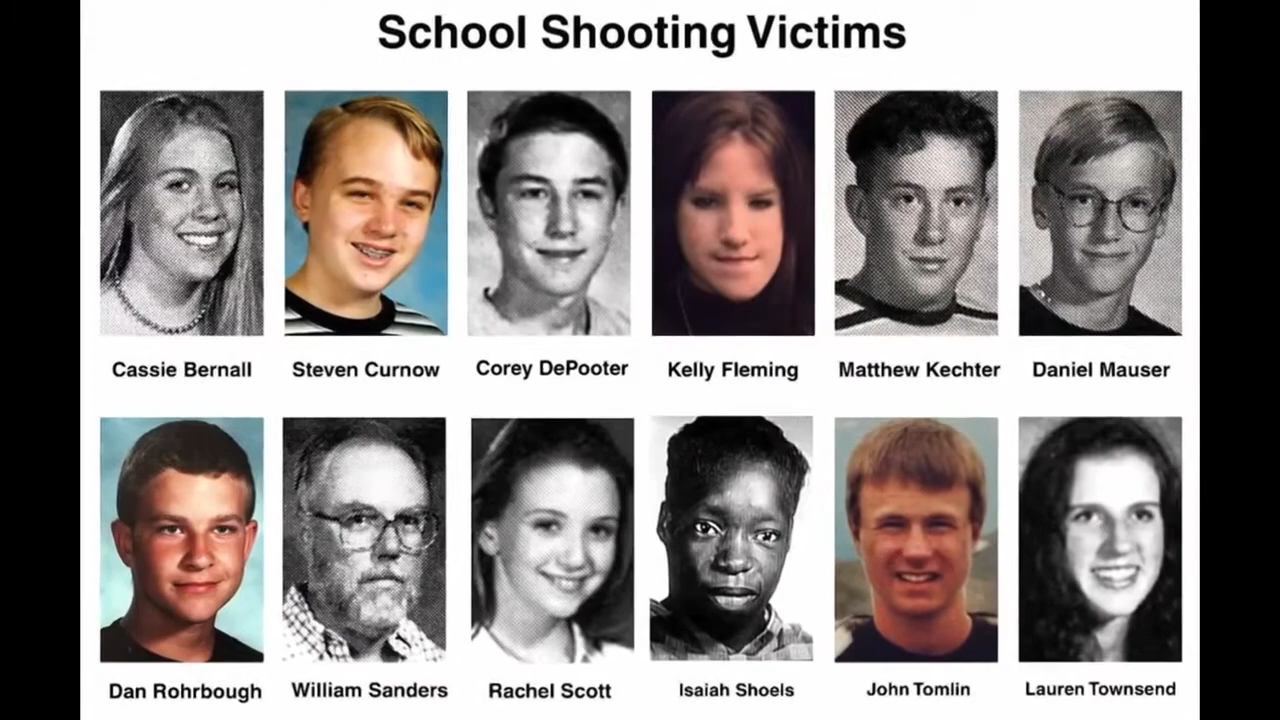 School Shooting Victims
Cassie Bernall
Steven Curnow
Corey DePooter
Kelly Fleming
Matthew Kechter
Daniel Mauser
Dan Rohrbough
William Sanders
Rachel Scott
Isaiah Shoels
John Tomlin
Lauren Townsend